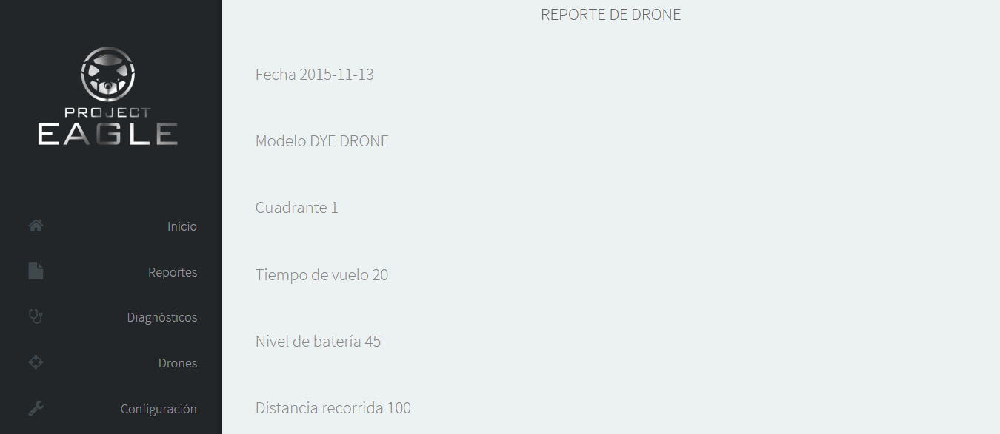 PROJECT
EAGLE
Inicio
Reportes
Diagnósticos
Drones
Configuración
REPORTE DE DRONE
Fecha 2015-11-13
Modelo DYE DRONE
Cuadrante 1
Tiempo de vuelo 20
Nivel de batería 45
Distancia recorrida 100